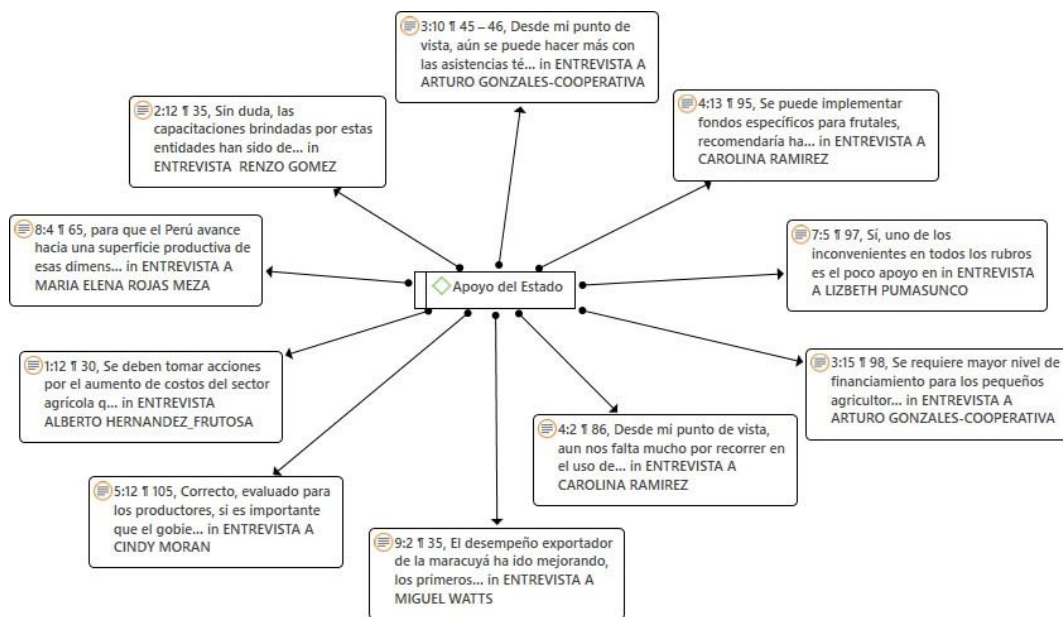 3:10 ¶ 45 – 46, Desde mi punto de
vista, aún se puede hacer más con
las asistencias té... in ENTREVISTA A
ARTURO GONZALES-COOPERATIVA
2:12 ¶ 35, Sin duda, las
capacitaciones brindadas por estas
entidades han sido de... in
ENTREVISTA  RENZO GOMEZ
4:13 ¶ 95, Se puede implementar
fondos específicos para frutales,
recomendaría ha... in ENTREVISTA A
CAROLINA RAMIREZ
8:4 ¶ 65, para que el Perú avance
hacia una superficie productiva de
esas dimens... in ENTREVISTA A
MARIA ELENA ROJAS MEZA
7:5 ¶ 97, Sí, uno de los
inconvenientes en todos los rubros
es el poco apoyo en in ENTREVISTA
A LIZBETH PUMASUNCO
Apoyo del Estado
1:12 ¶ 30, Se deben tomar acciones
por el aumento de costos del sector
agrícola q... in ENTREVISTA
ALBERTO HERNANDEZ_FRUTOSA
3:15 ¶ 98, Se requiere mayor nivel de
financiamiento para los pequeños
agricultor... in ENTREVISTA A
ARTURO GONZALES-COOPERATIVA
4:2 ¶ 86, Desde mi punto de vista,
aun nos falta mucho por recorrer en
el uso de... in ENTREVISTA A
CAROLINA RAMIREZ
5:12 ¶ 105, Correcto, evaluado para
los productores, si es importante
que el gobie... in ENTREVISTA A
CINDY MORAN
9:2 ¶ 35, El desempeño exportador
de la maracuyá ha ido mejorando,
los primeros... in ENTREVISTA A
MIGUEL WATTS